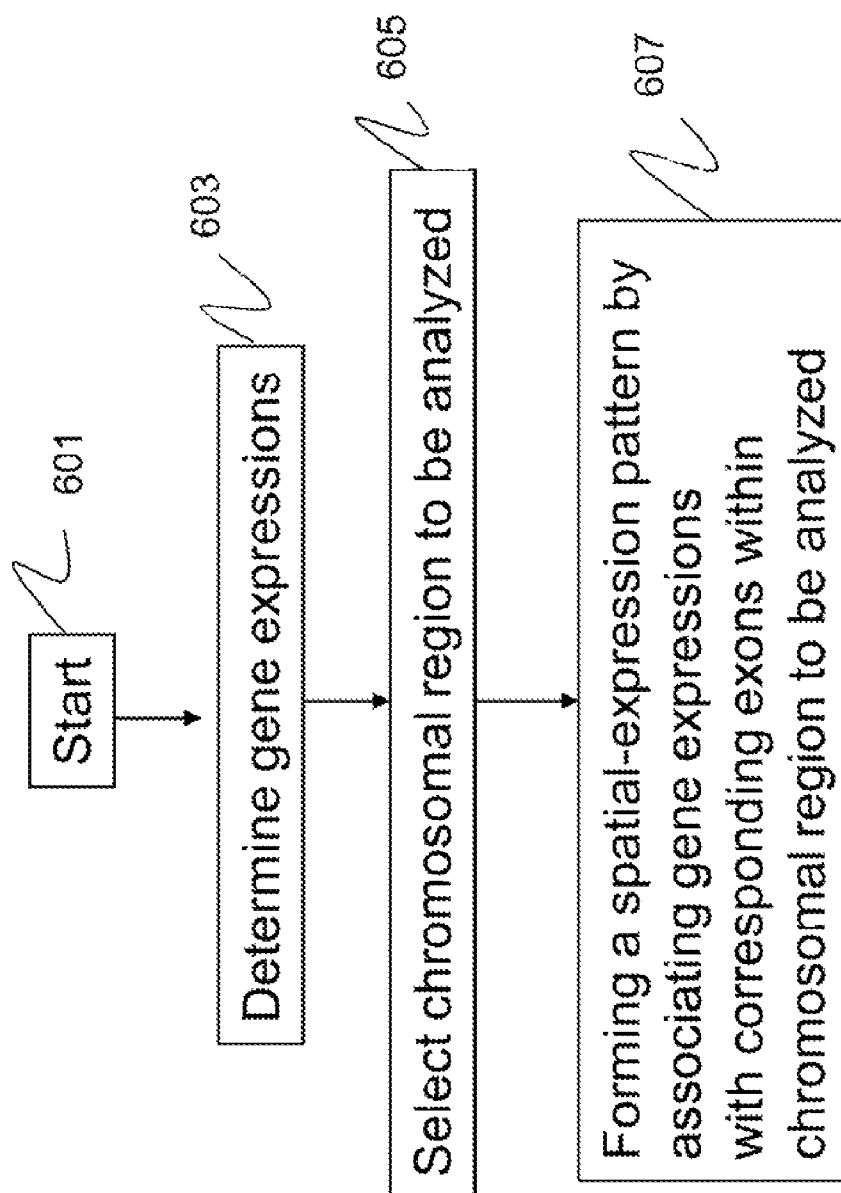 Start
601
Determine gene expressions
603
Select chromosomal region to be analyzed
605
Forming a spatial-expression pattern by
associating gene expressions
with corresponding exons within
chromosomal region to be analyzed
607